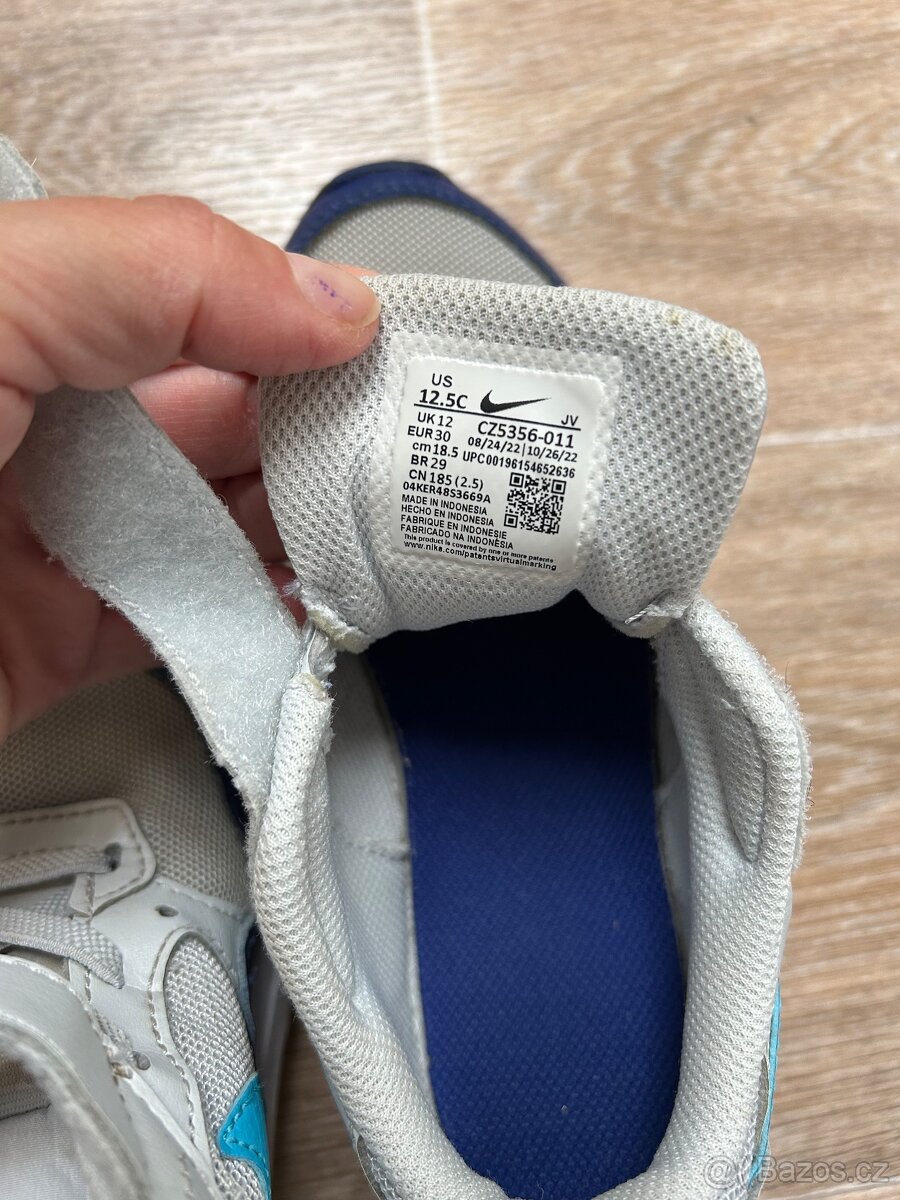 US
12.5C
JV
UK 12
CZ5356-011
EUR 30
08/24/22 | 10/26/22
cm 18.5
UPC00196154652636
BR 29
CN 185 (2.5)
04KER48S3669A
MADE IN INDONESIA
HECHO EN INDONESIA
FABRIQUE EN INDONESIE
FABRICADO NA INDONÉSIA
This product is covered by one or more patents
www.nike.com/patentsvirtualmarking
@ Bazos.cz